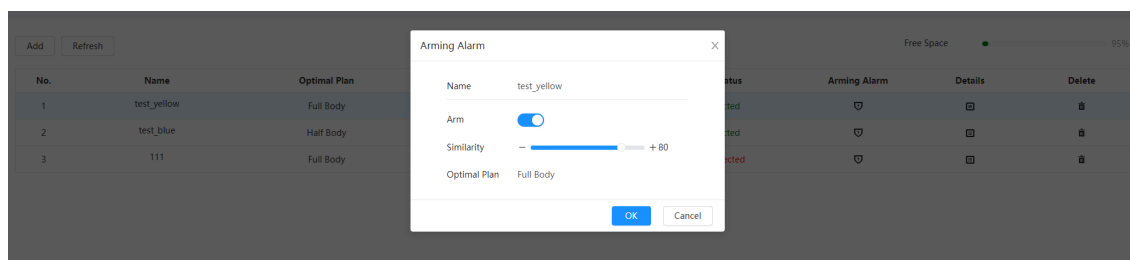 Add Refresh
Arming Alarm X
Free Space 95%
No. Name Optimal Plan atus Arming Alarm Details Delete
Name test_yellow
1 test_yellow Full Body cted
Arm
2 test_blue Half Body cted
Similarity − + 80
3 111 Full Body ected
Optimal Plan Full Body
OK Cancel